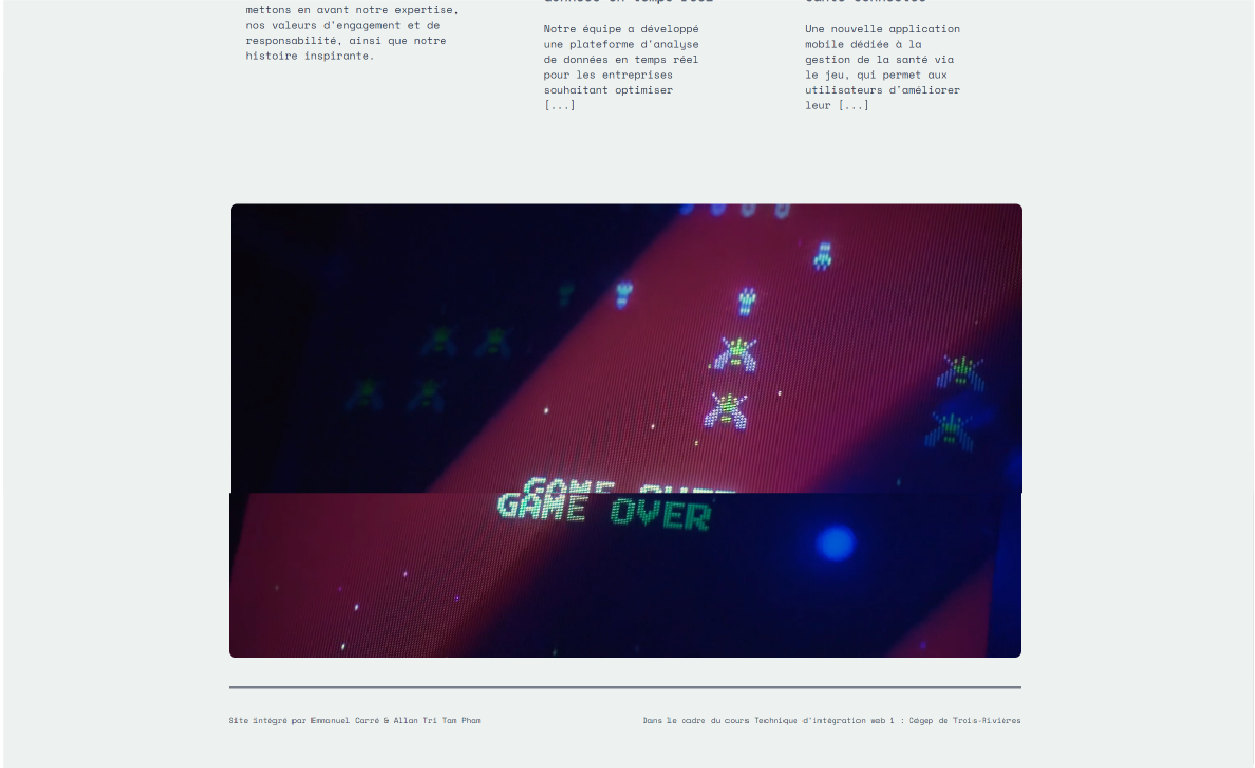 mettons en avant notre expertise,
nos valeurs d'engagement et de
responsabilité, ainsi que notre
histoire inspirante.
Notre équipe a développé
une plateforme d'analyse
de données en temps réel
pour les entreprises
souhaitant optimiser
[...]
Une nouvelle application
mobile dédiée à la
gestion de la santé via
le jeu, qui permet aux
utilisateurs d'améliorer
leur [...]
GAME OVER
GAME OVER
Site intégré par Emmanuel Carré & Allan Tri Tam Pham
Dans le cadre du cours Technique d'intégration web 1 : Cégep de Trois-Rivières